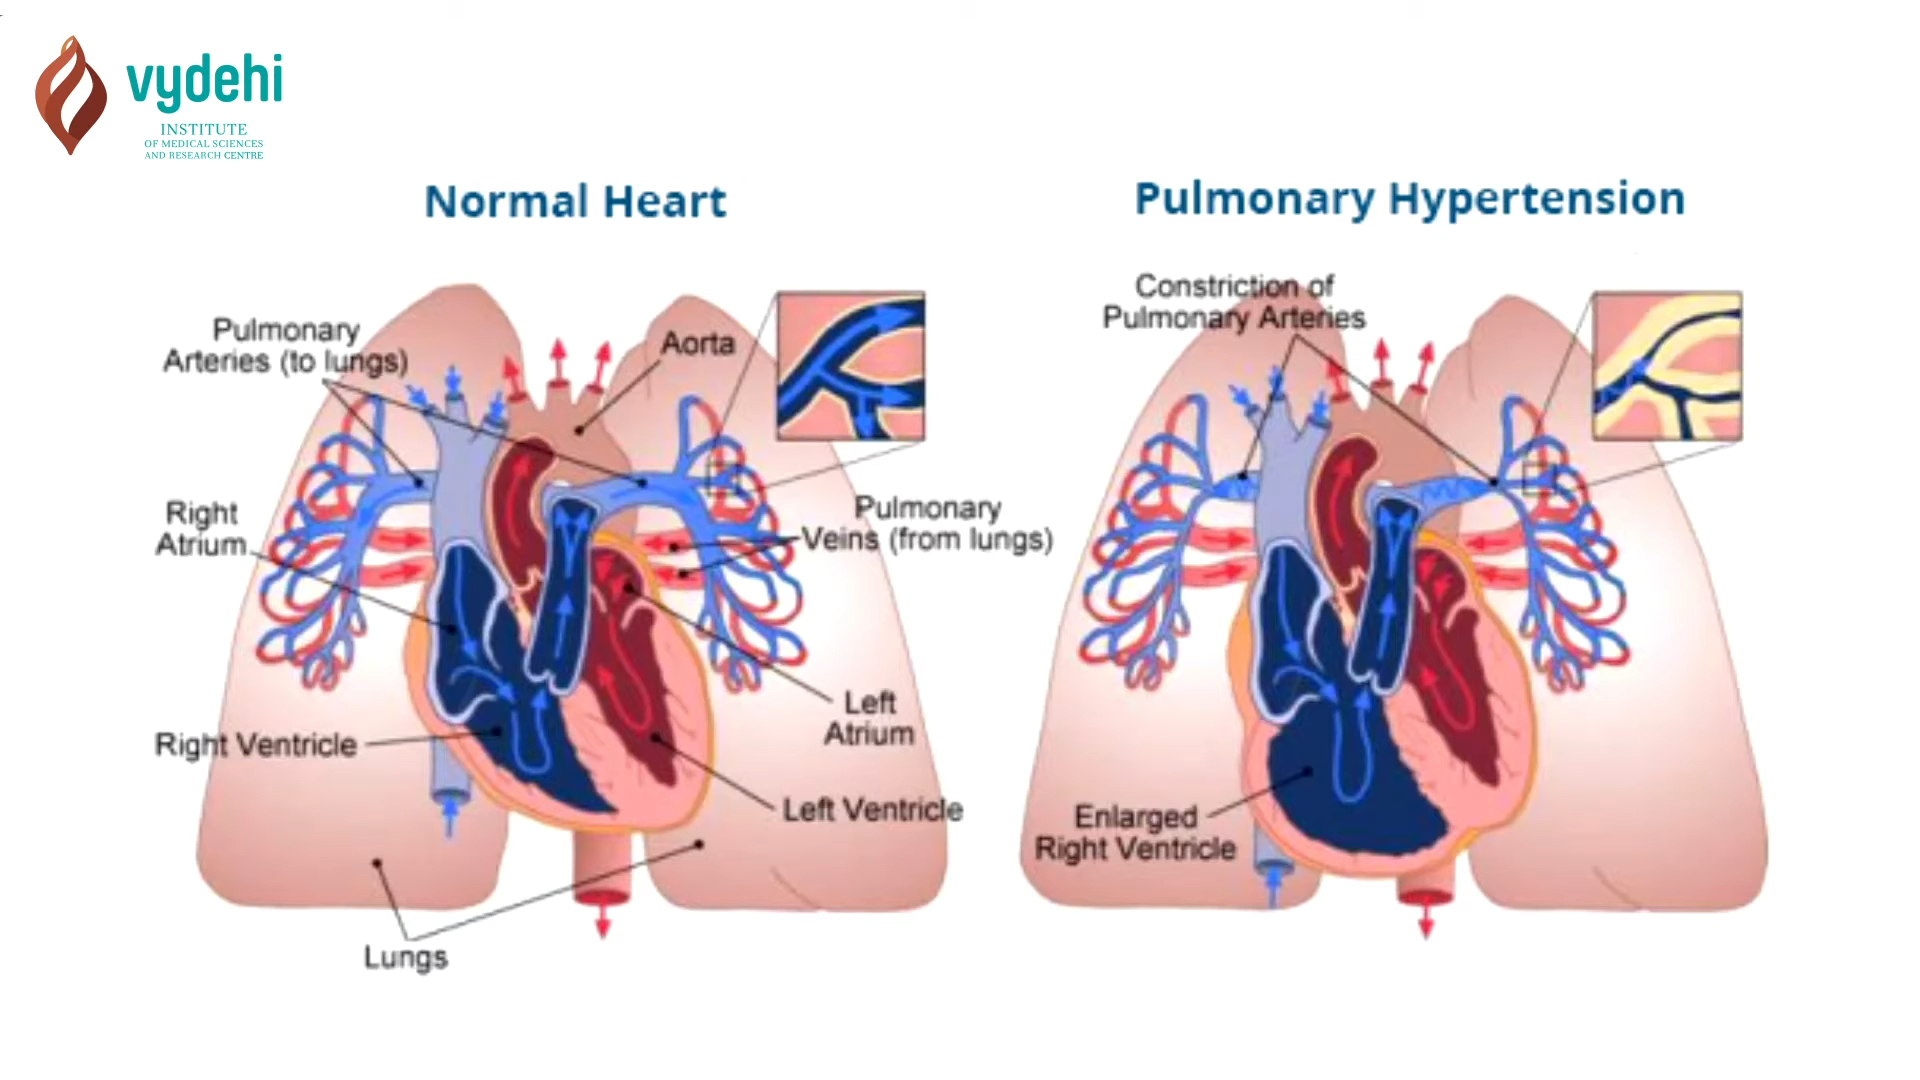 vydehi
INSTITUTE
OF MEDICAL SCIENCES
AND RESEARCH CENTRE
Normal Heart
Pulmonary
Arteries (to lungs)
Aorta
Right
Atrium
Pulmonary
Veins (from lungs)
Left
Atrium
Right Ventricle
Left Ventricle
Lungs
Pulmonary Hypertension
Constriction of
Pulmonary Arteries
Enlarged
Right Ventricle